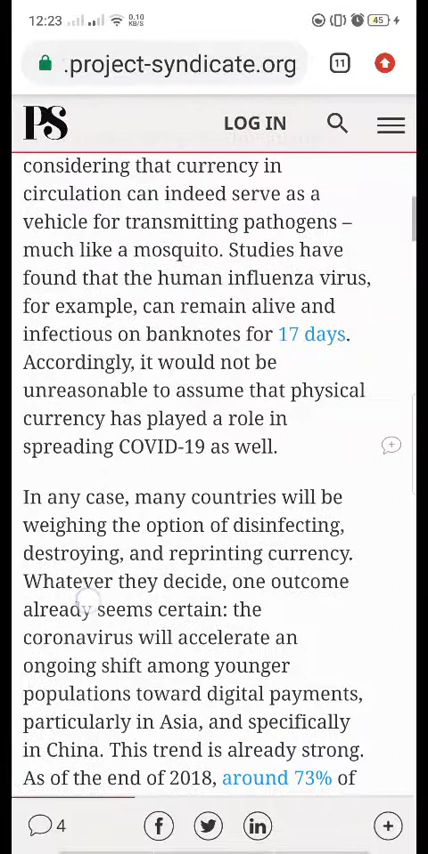 12:23
0.10
KB/S
45
.project-syndicate.org
11
PS
LOG IN
considering that currency in
circulation can indeed serve as a
vehicle for transmitting pathogens –
much like a mosquito. Studies have
found that the human influenza virus,
for example, can remain alive and
infectious on banknotes for 17 days.
Accordingly, it would not be
unreasonable to assume that physical
currency has played a role in
spreading COVID-19 as well.
In any case, many countries will be
weighing the option of disinfecting,
destroying, and reprinting currency.
Whatever they decide, one outcome
already seems certain: the
coronavirus will accelerate an
ongoing shift among younger
populations toward digital payments,
particularly in Asia, and specifically
in China. This trend is already strong.
As of the end of 2018, around 73% of
4